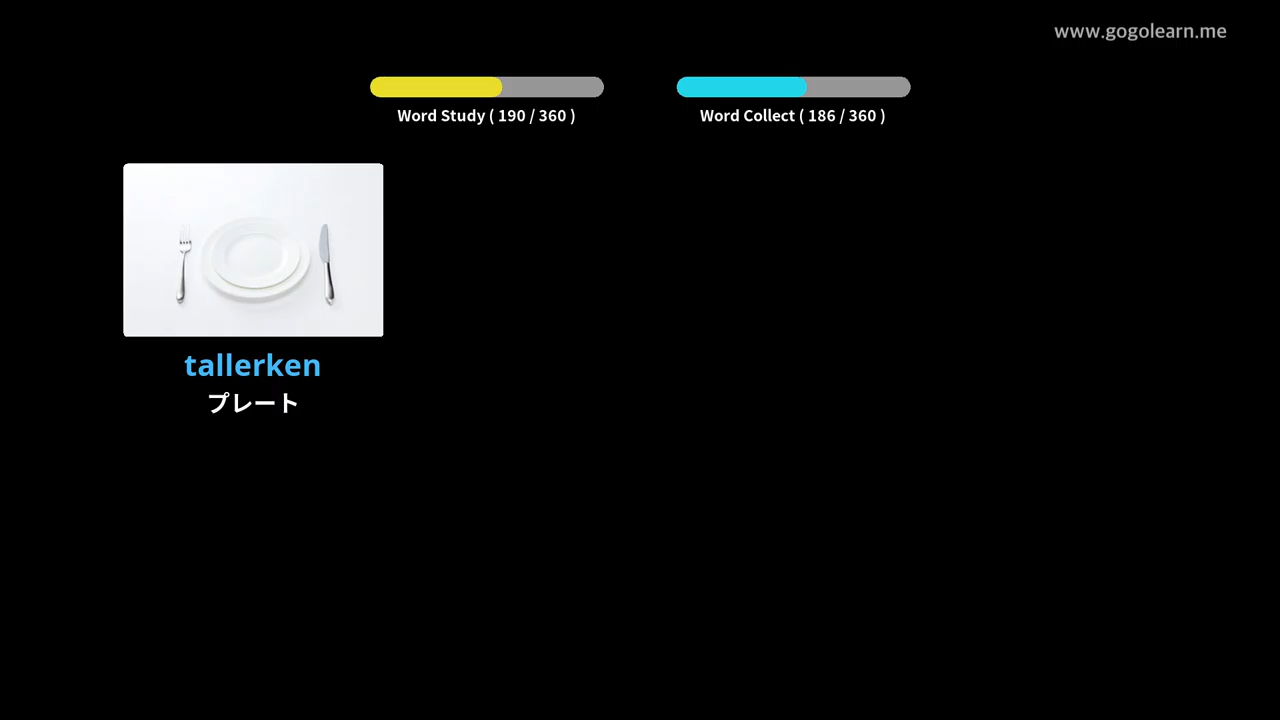 www.gogolearn.me
Word Study ( 190 / 360 )
Word Collect ( 186 / 360 )
tallerken
プレート